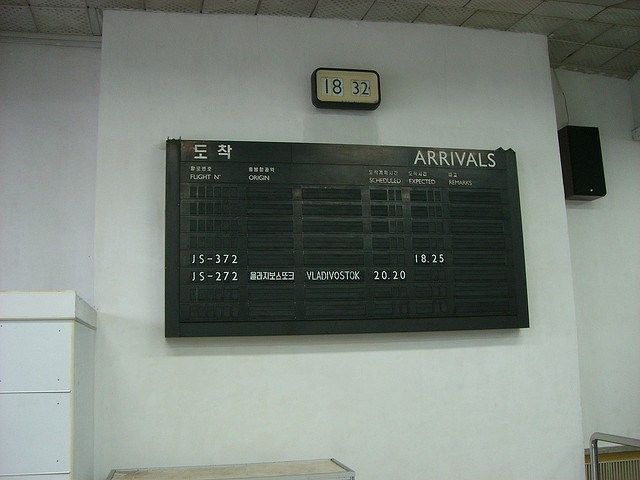 18 32
도착 ARRIVALS
FLIGHT N° ORIGIN SCHEDULED EXPECTED REMARKS
JS-372 18.25
JS-272 울라지보스또크 VLADIVOSTOK 20.20